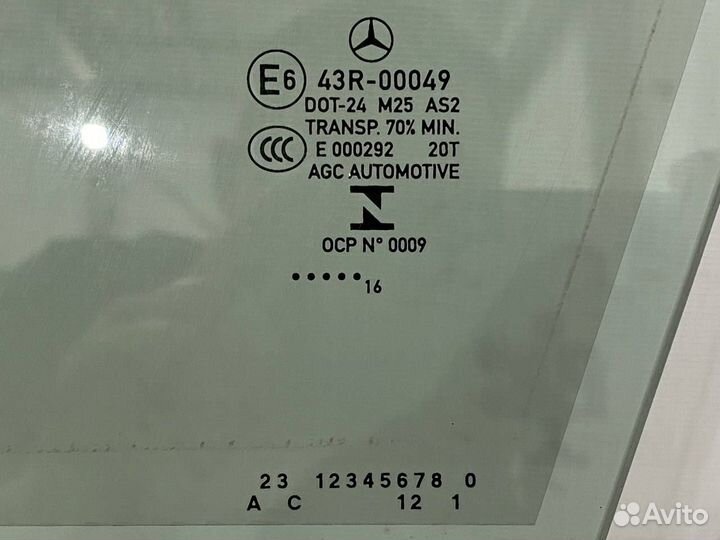 E6 43R-00049
DOT-24 M25 AS2
TRANSP. 70% MIN.
CCC E 000292 20T
AGC AUTOMOTIVE
N
OCP N° 0009
•••••16
23 12345678 0
A C 12 1
Avito